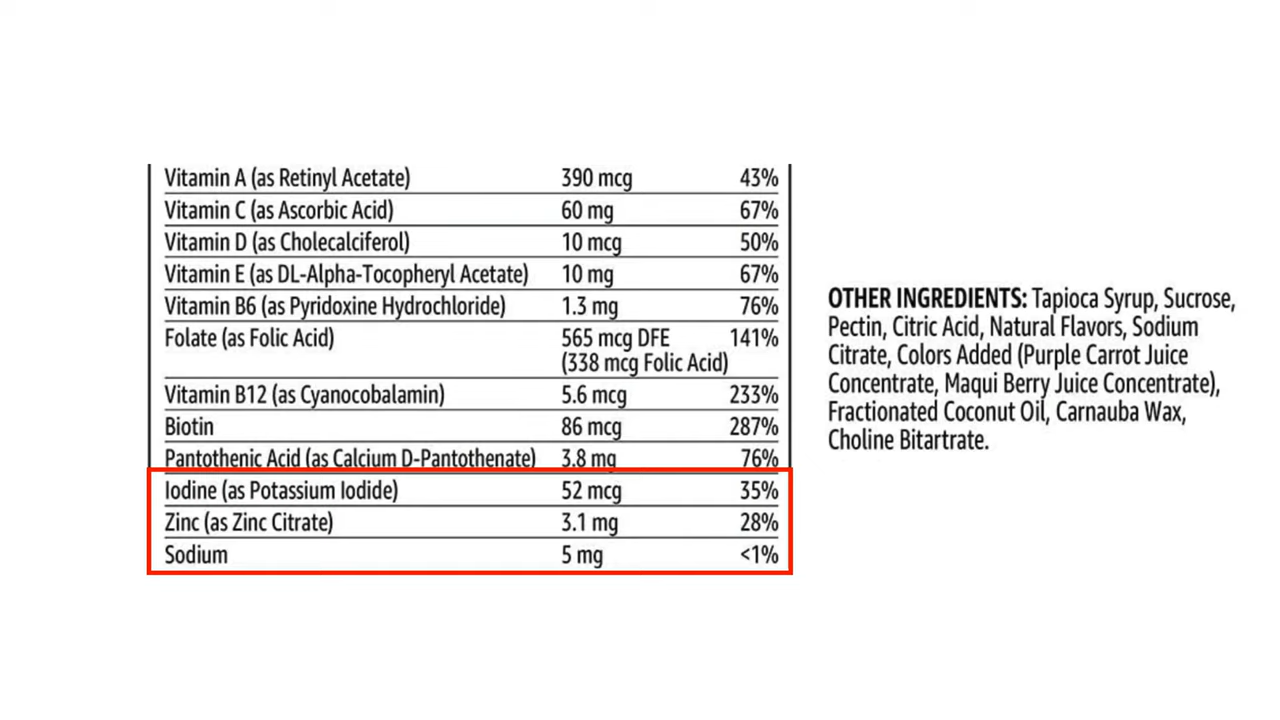 Vitamin A (as Retinyl Acetate) 390 mcg 43%
Vitamin C (as Ascorbic Acid) 60 mg 67%
Vitamin D (as Cholecalciferol) 10 mcg 50%
Vitamin E (as DL-Alpha-Tocopheryl Acetate) 10 mg 67%
Vitamin B6 (as Pyridoxine Hydrochloride) 1.3 mg 76%
Folate (as Folic Acid) 565 mcg DFE 141%
(338 mcg Folic Acid)
Vitamin B12 (as Cyanocobalamin) 5.6 mcg 233%
Biotin 86 mcg 287%
Pantothenic Acid (as Calcium D-Pantothenate) 3.8 mg 76%
Iodine (as Potassium Iodide) 52 mcg 35%
Zinc (as Zinc Citrate) 3.1 mg 28%
Sodium 5 mg <1%
OTHER INGREDIENTS: Tapioca Syrup, Sucrose,
Pectin, Citric Acid, Natural Flavors, Sodium
Citrate, Colors Added (Purple Carrot Juice
Concentrate, Maqui Berry Juice Concentrate),
Fractionated Coconut Oil, Carnauba Wax,
Choline Bitartrate.